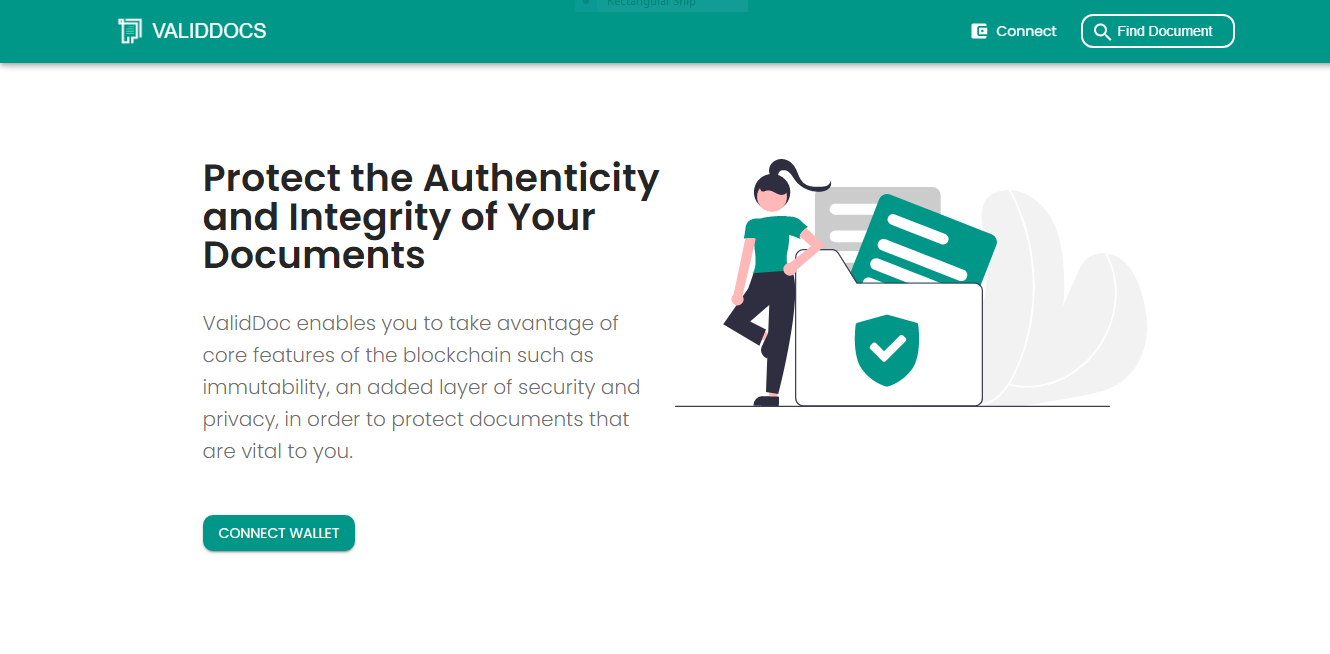 Rectangular Snip
VALIDDOCS
Connect
Find Document
Protect the Authenticity
and Integrity of Your
Documents
ValidDoc enables you to take avantage of
core features of the blockchain such as
immutability, an added layer of security and
privacy, in order to protect documents that
are vital to you.
CONNECT WALLET